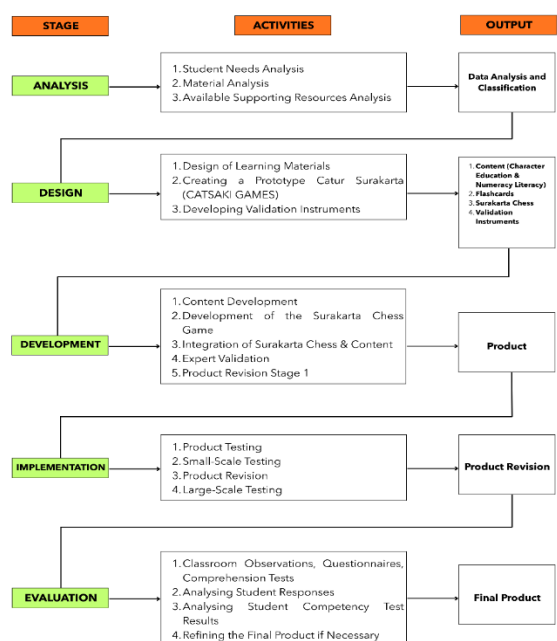 STAGE
ACTIVITIES
OUTPUT
ANALYSIS
1. Student Needs Analysis
2. Material Analysis
3. Available Supporting Resources Analysis
Data Analysis and
Classification
DESIGN
1. Design of Learning Materials
2. Creating a Prototype Catur Surakarta
(CATSAKI GAMES)
3. Developing Validation Instruments
1. Content (Character
Education &
Numeracy Literacy)
2. Flashcards
3. Surakarta Chess
4. Validation
Instruments
DEVELOPMENT
1. Content Development
2. Development of the Surakarta Chess
Game
3. Integration of Surakarta Chess & Content
4. Expert Validation
5. Product Revision Stage 1
Product
IMPLEMENTATION
1. Product Testing
2. Small-Scale Testing
3. Product Revision
4. Large-Scale Testing
Product Revision
EVALUATION
1. Classroom Observations, Questionnaires,
Comprehension Tests
2. Analysing Student Responses
3. Analysing Student Competency Test
Results
4. Refining the Final Product if Necessary
Final Product